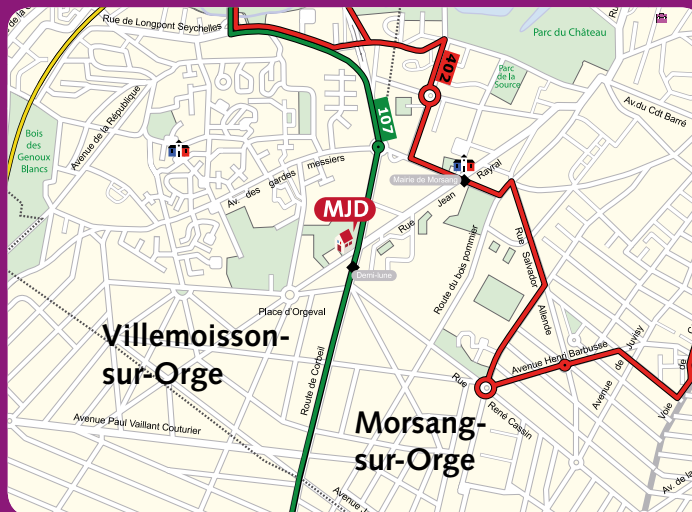 Rue de Longpont Seychelles
Ru
Parc du Château
402
Parc
de la
Source
Av.du Cdt Barré
Avenue de la République
107
Bois
des
Genoux
Blancs
Av. des gardes messiers
Mairie de Morsang
Rue Jean Rayral
MJD
Demi-lune
Route du bois pommier
Rue Salvador Allende
Place d'Orgeval
Villemoisson-
sur-Orge
Route de Corbeil
Avenue Henri Barbusse
Avenue de Juvisy
Rue René Cassin
Voie de
Avenue Paul Vaillant Couturier
Morsang-
sur-Orge
Av. de la
Avenue